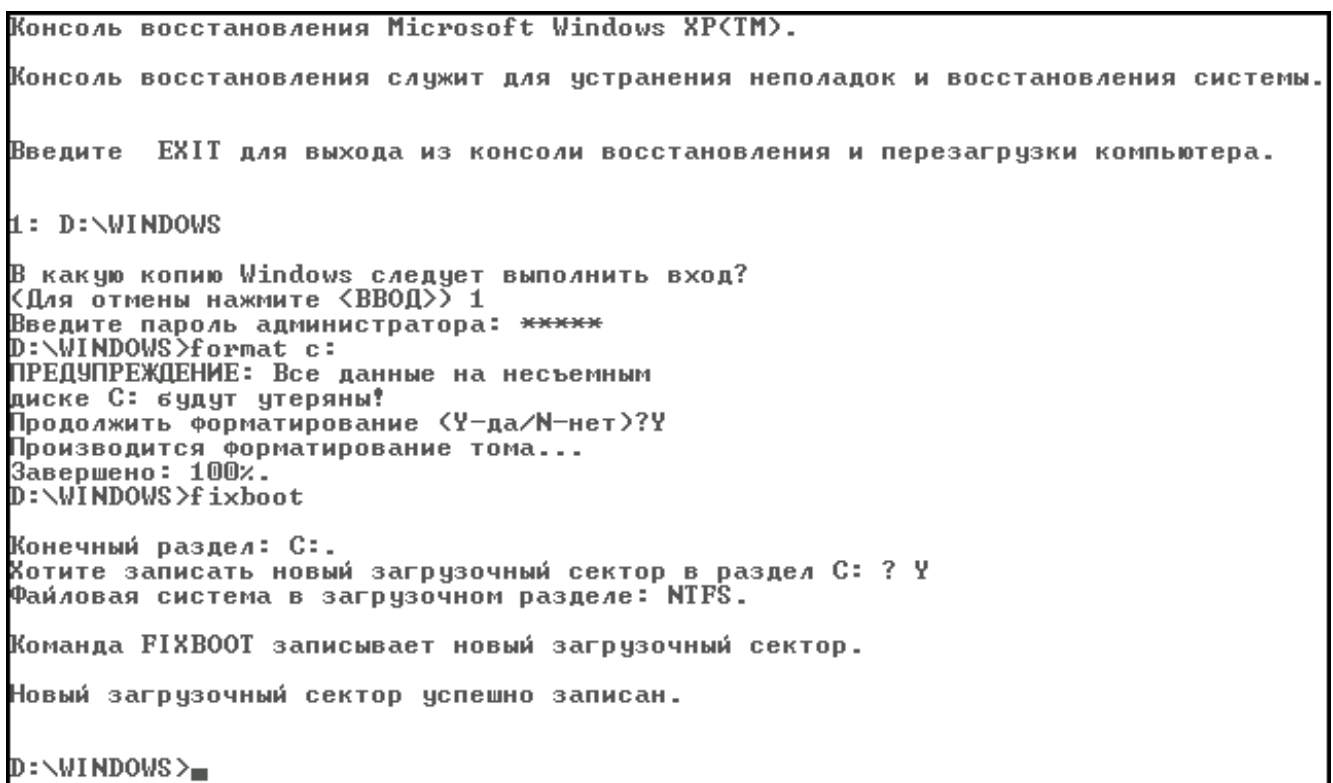 Консоль восстановления Microsoft Windows XP(TM).
Консоль восстановления служит для устранения неполадок и восстановления системы.
Введите  EXIT для выхода из консоли восстановления и перезагрузки компьютера.
1: D:\WINDOWS
В какую копию Windows следует выполнить вход?
(Для отмены нажмите <ВВОД>) 1
Введите пароль администратора: *****
D:\WINDOWS>format c:
ПРЕДУПРЕЖДЕНИЕ: Все данные на несъемным
диске C: будут утеряны!
Продолжить форматирование (Y-да/N-нет)?Y
Производится форматирование тома...
Завершено: 100%.
D:\WINDOWS>fixboot
Конечный раздел: C:.
Хотите записать новый загрузочный сектор в раздел C: ? Y
Файловая система в загрузочном разделе: NTFS.
Команда FIXBOOT записывает новый загрузочный сектор.
Новый загрузочный сектор успешно записан.
D:\WINDOWS>